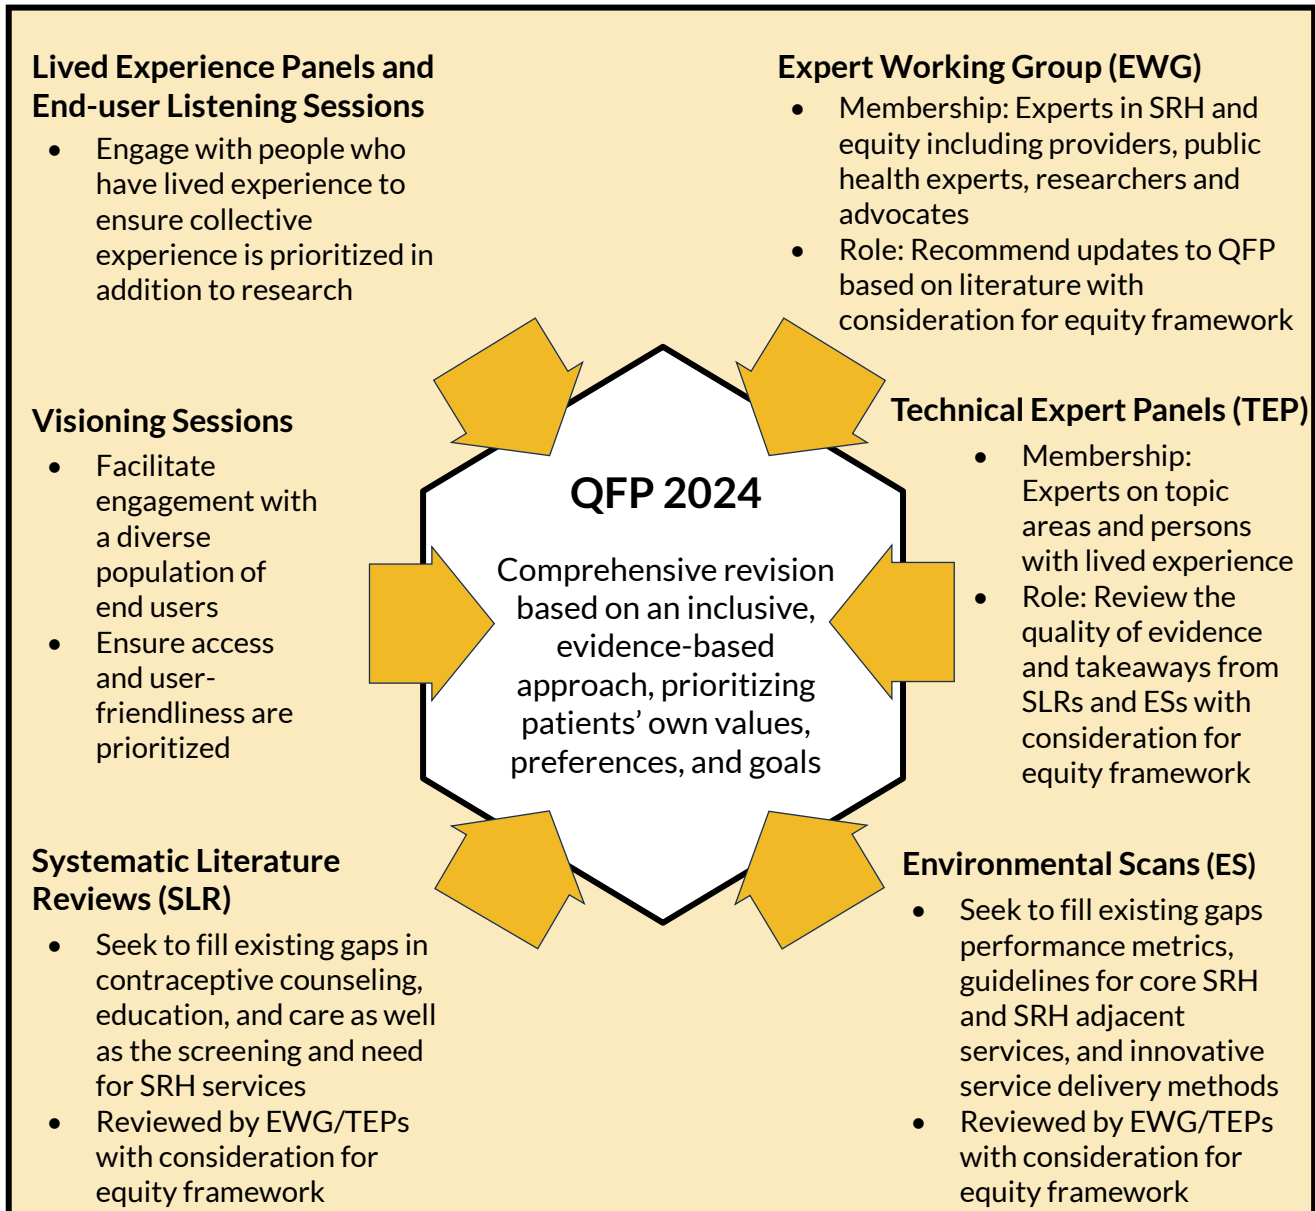 Lived Experience Panels and
End-user Listening Sessions
• Engage with people who
have lived experience to
ensure collective
experience is prioritized in
addition to research
Expert Working Group (EWG)
• Membership: Experts in SRH and
equity including providers, public
health experts, researchers and
advocates
• Role: Recommend updates to QFP
based on literature with
consideration for equity framework
Visioning Sessions
• Facilitate
engagement with
a diverse
population of
end users
• Ensure access
and user-
friendliness are
prioritized
QFP 2024
Comprehensive revision
based on an inclusive,
evidence-based
approach, prioritizing
patients’ own values,
preferences, and goals
Technical Expert Panels (TEP)
• Membership:
Experts on topic
areas and persons
with lived experience
• Role: Review the
quality of evidence
and takeaways from
SLRs and ESs with
consideration for
equity framework
Systematic Literature
Reviews (SLR)
• Seek to fill existing gaps in
contraceptive counseling,
education, and care as well
as the screening and need
for SRH services
• Reviewed by EWG/TEPs
with consideration for
equity framework
Environmental Scans (ES)
• Seek to fill existing gaps
performance metrics,
guidelines for core SRH
and SRH adjacent
services, and innovative
service delivery methods
• Reviewed by EWG/TEPs
with consideration for
equity framework